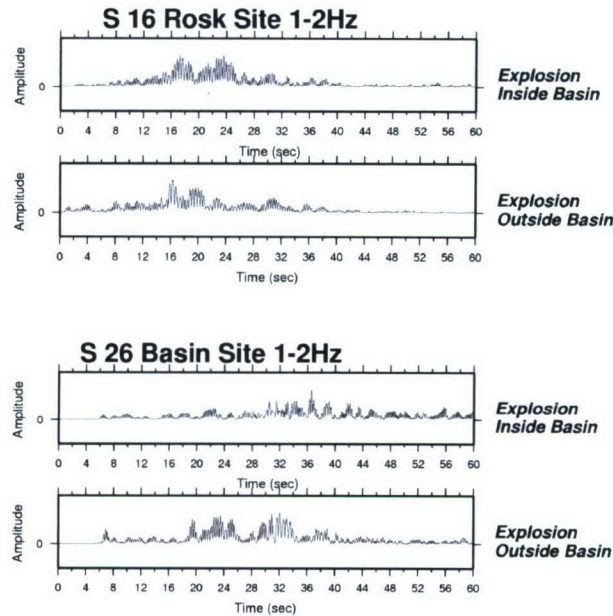 S 16 Rosk Site 1-2Hz
Amplitude
0
Explosion
Inside Basin
0 4 8 12 16 20 24 28 32 36 40 44 48 52 56 60
Time (sec)
Amplitude
0
Explosion
Outside Basin
0 4 8 12 16 20 24 28 32 36 40 44 48 52 56 60
Time (sec)
S 26 Basin Site 1-2Hz
Amplitude
0
Explosion
Inside Basin
0 4 8 12 16 20 24 28 32 36 40 44 48 52 56 60
Time (sec)
Amplitude
0
Explosion
Outside Basin
0 4 8 12 16 20 24 28 32 36 40 44 48 52 56 60
Time (sec)